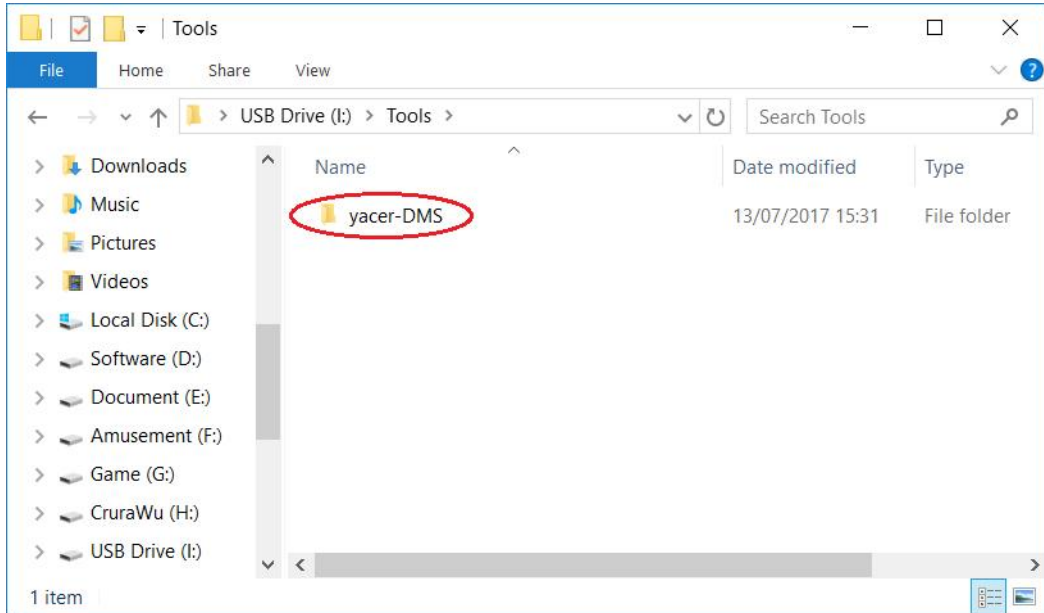 Tools
File Home Share View
USB Drive (I:) > Tools >
Search Tools
Name Date modified Type
yacer-DMS 13/07/2017 15:31 File folder
Downloads
Music
Pictures
Videos
Local Disk (C:)
Software (D:)
Document (E:)
Amusement (F:)
Game (G:)
CruraWu (H:)
USB Drive (I:)
1 item